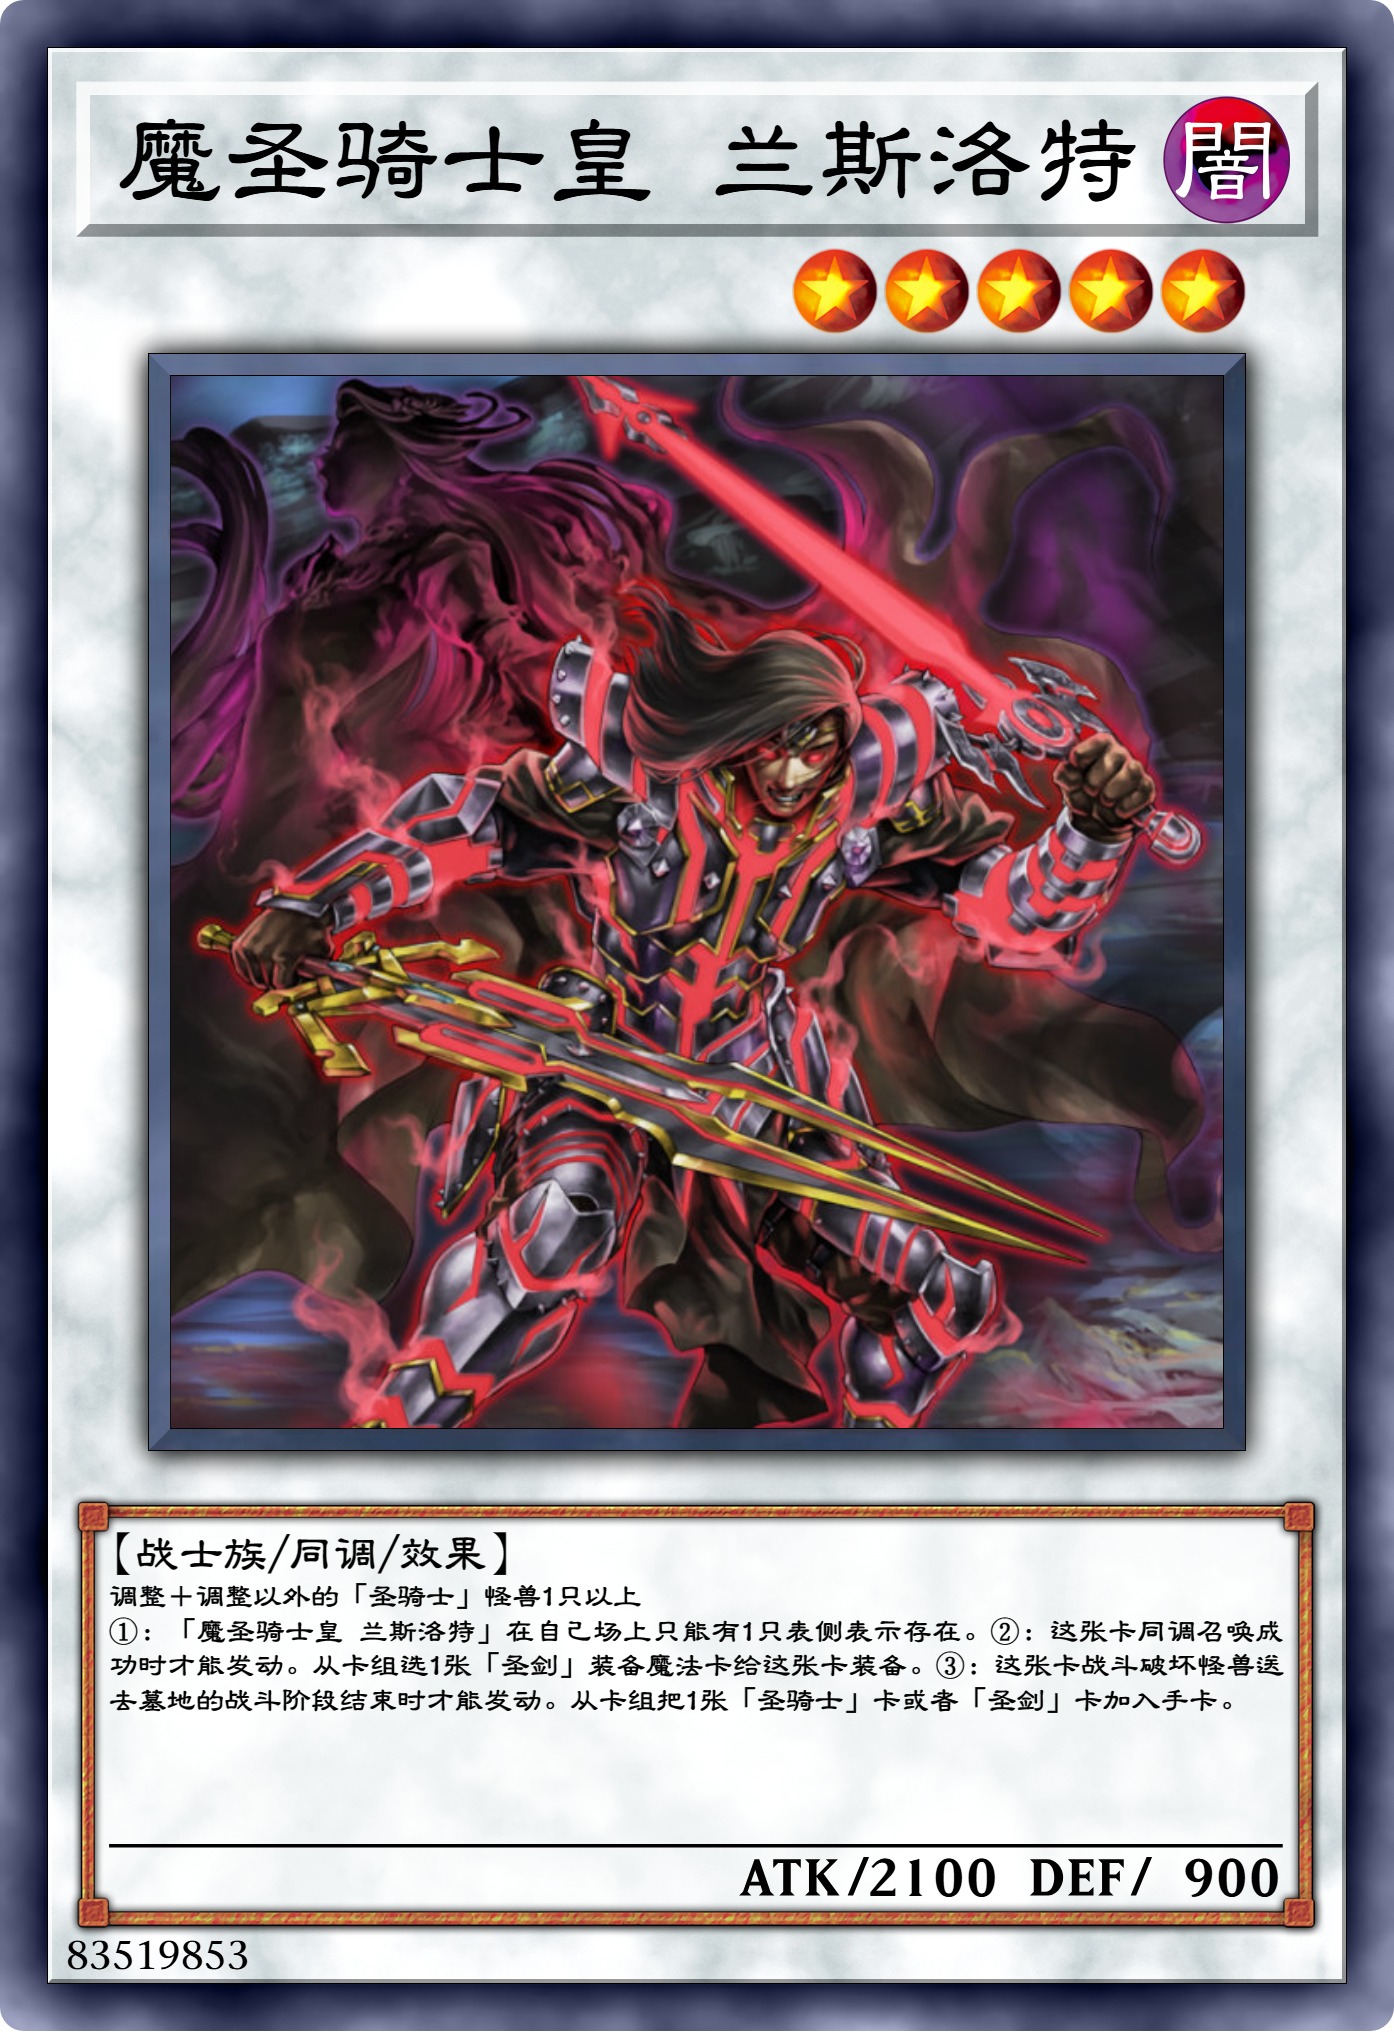 魔圣骑士皇 兰斯洛特 闇
【战士族/同调/效果】
调整＋调整以外的「圣骑士」怪兽1只以上
①：「魔圣骑士皇 兰斯洛特」在自己场上只能有1只表侧表示存在。②：这张卡同调召唤成
功时才能发动。从卡组选1张「圣剑」装备魔法卡给这张卡装备。③：这张卡战斗破坏怪兽送
去墓地的战斗阶段结束时才能发动。从卡组把1张「圣骑士」卡或者「圣剑」卡加入手卡。
ATK/2100 DEF/ 900
83519853